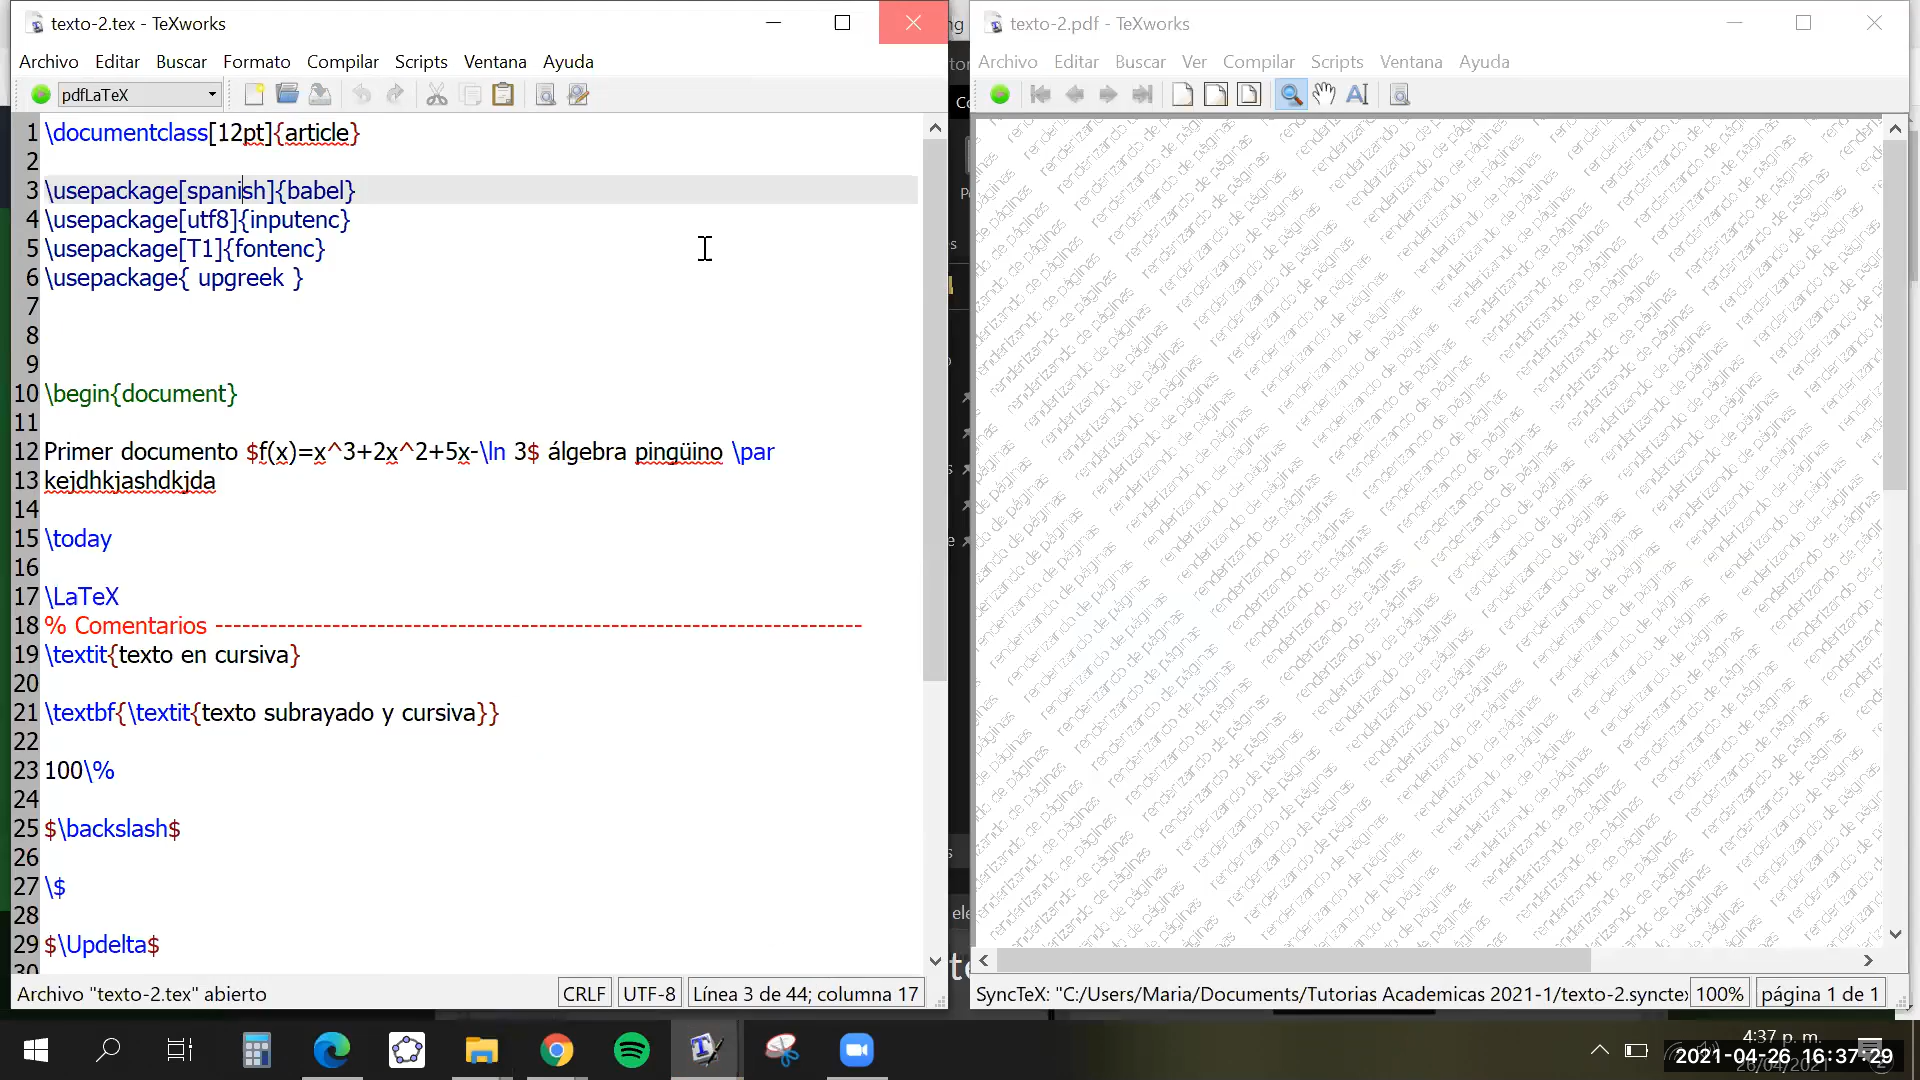 texto-2.tex - TeXworks
Archivo Editar Buscar Formato Compilar Scripts Ventana Ayuda
pdfLaTeX
1 \documentclass[12pt]{article}
2
3 \usepackage[spanish]{babel}
4 \usepackage[utf8]{inputenc}
5 \usepackage[T1]{fontenc}
6 \usepackage{ upgreek }
7
8
9
10 \begin{document}
11
12 Primer documento $f(x)=x^3+2x^2+5x-\ln 3$ álgebra pingüino \par
13 kejdhkjashdkjda
14
15 \today
16
17 \LaTeX
18 % Comentarios -----------------------------------------------------------------
19 \textit{texto en cursiva}
20
21 \textbf{\textit{texto subrayado y cursiva}}
22
23 100\%
24
25 $\backslash$
26
27 \$
28
29 $\Updelta$
30
Archivo "texto-2.tex" abierto
CRLF
UTF-8
Línea 3 de 44; columna 17
texto-2.pdf - TeXworks
Archivo Editar Buscar Ver Compilar Scripts Ventana Ayuda
renderizando de páginas
SyncTeX: "C:/Users/Maria/Documents/Tutorias Academicas 2021-1/texto-2.synctex
100%
página 1 de 1
4:37 p. m.
26/04/2021
2021-04-26 16:37:29